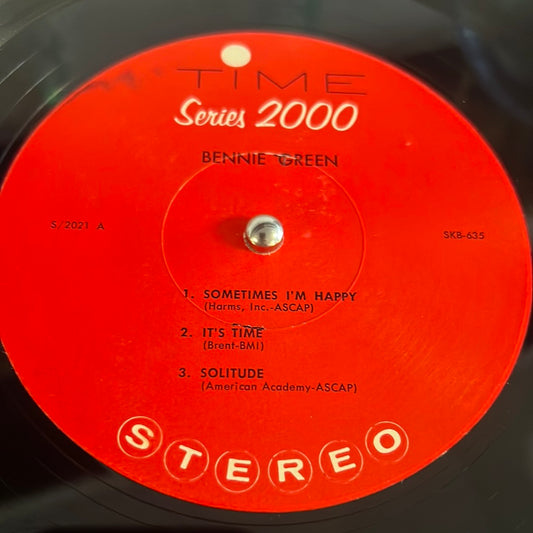 TIME
Series 2000
BENNIE GREEN
S/2021 A
SKB-635
1. SOMETIMES I'M HAPPY
(Harms, Inc.-ASCAP)
2. IT'S TIME
(Brent-BMI)
3. SOLITUDE
(American Academy-ASCAP)
STEREO